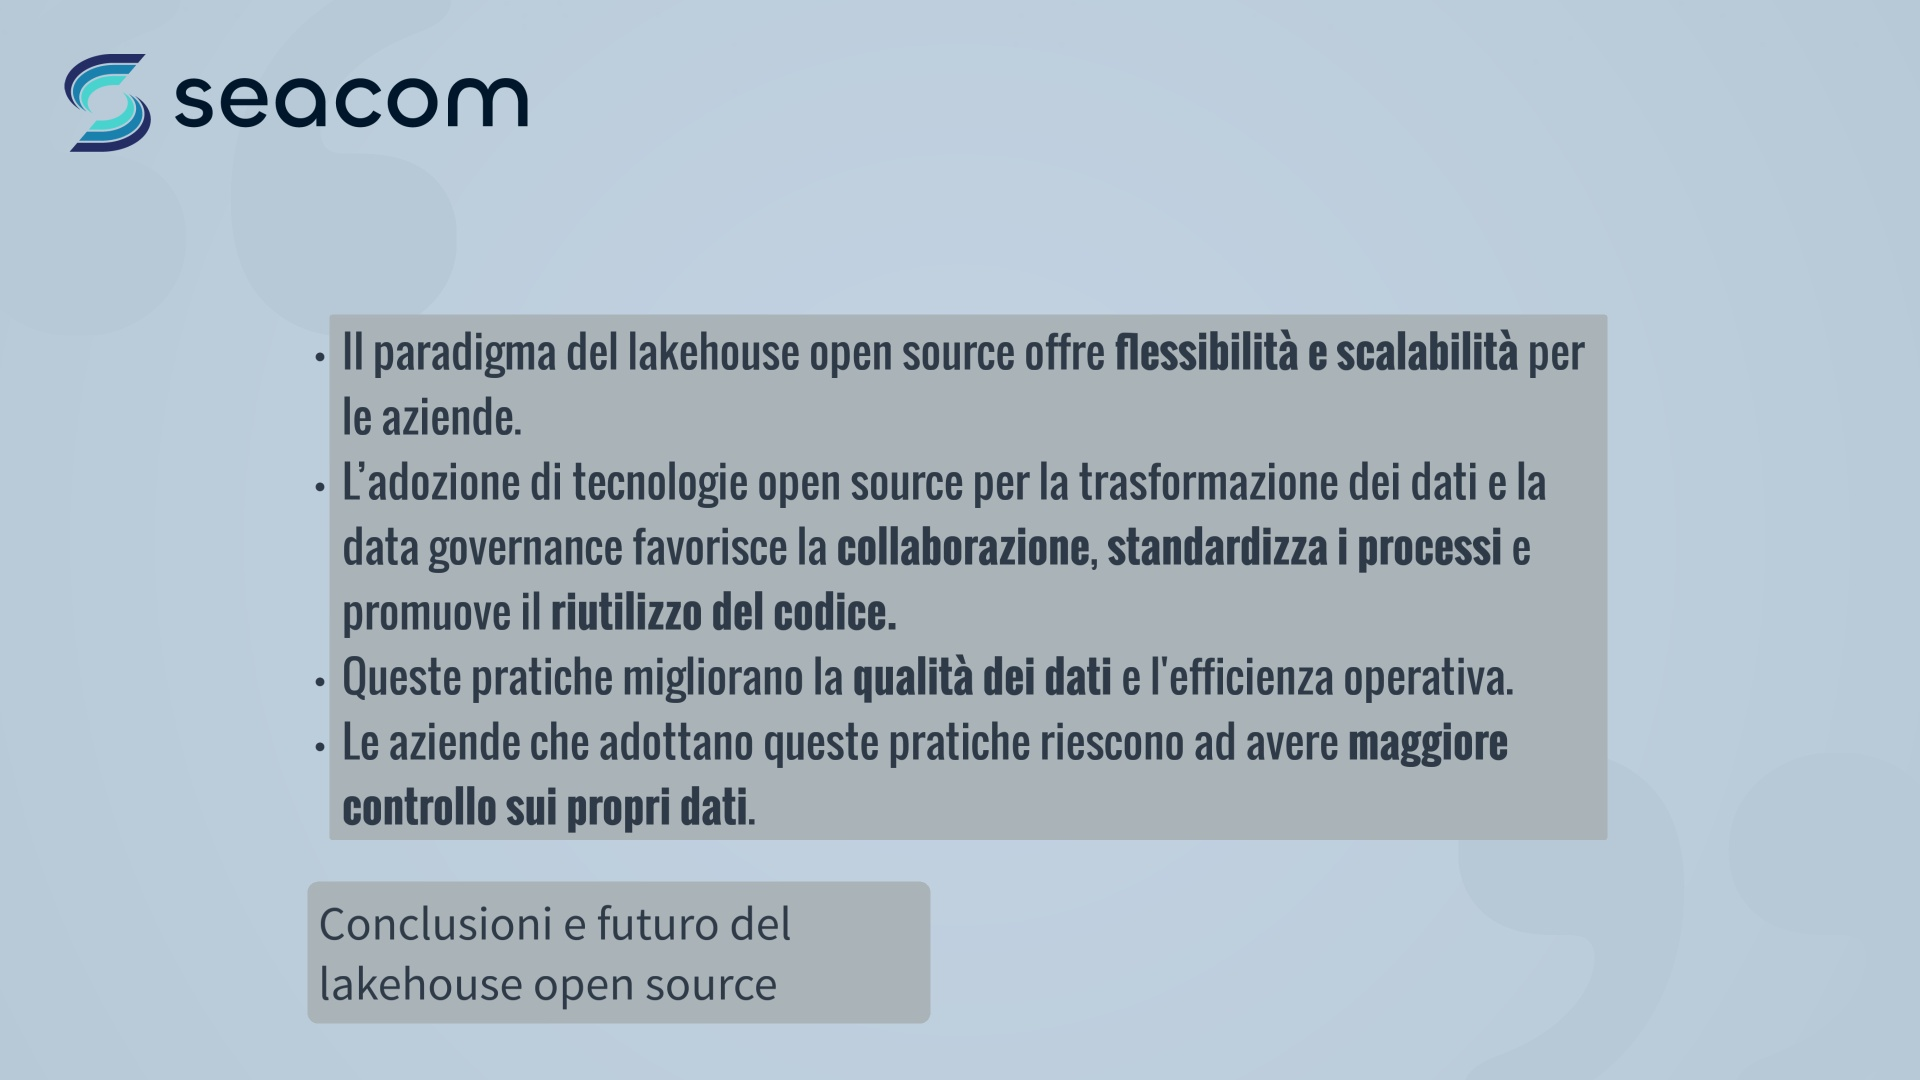 seacom
• Il paradigma del lakehouse open source offre flessibilità e scalabilità per
le aziende.
• L’adozione di tecnologie open source per la trasformazione dei dati e la
data governance favorisce la collaborazione, standardizza i processi e
promuove il riutilizzo del codice.
• Queste pratiche migliorano la qualità dei dati e l'efficienza operativa.
• Le aziende che adottano queste pratiche riescono ad avere maggiore
controllo sui propri dati.
Conclusioni e futuro del
lakehouse open source